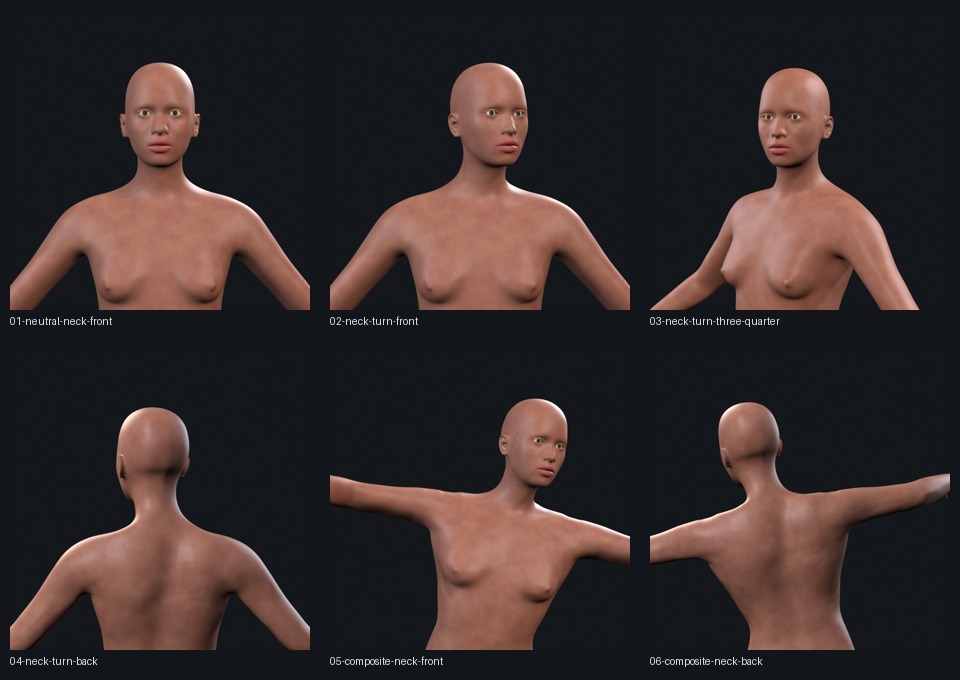 01-neutral-neck-front
02-neck-turn-front
03-neck-turn-three-quarter
04-neck-turn-back
05-composite-neck-front
06-composite-neck-back